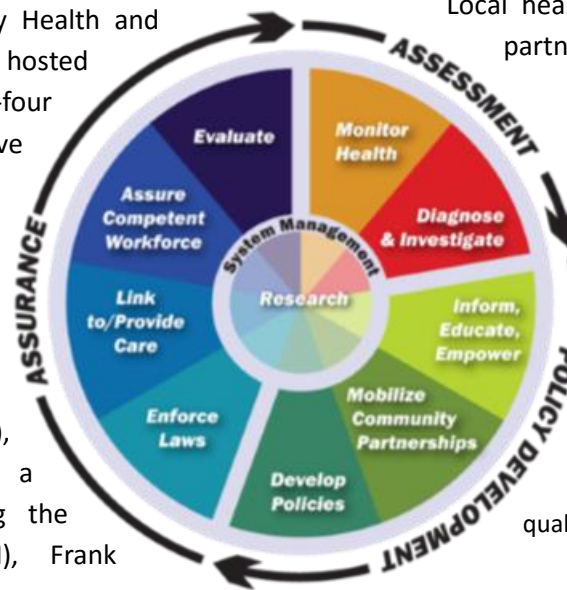 y Health and
hosted
-four
ve
),
a
g the
), Frank
Local heal
partn
qual
ASSESSMENT
POLICY DEVELOPMENT
ASSURANCE
Monitor
Health
Diagnose
& Investigate
Inform,
Educate,
Empower
Mobilize
Community
Partnerships
Develop
Policies
Enforce
Laws
Link
to/Provide
Care
Assure
Competent
Workforce
Evaluate
System Management
Research